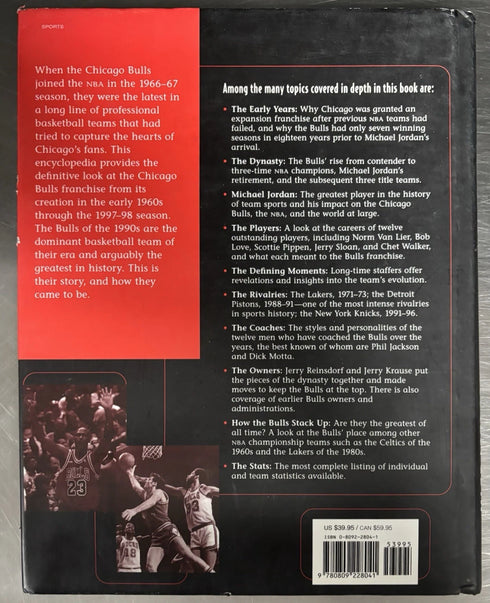 SPORTS
When the Chicago Bulls
joined the NBA in the 1966–67
season, they were the latest in
a long line of professional
basketball teams that had
tried to capture the hearts of
Chicago's fans. This
encyclopedia provides the
definitive look at the Chicago
Bulls franchise from its
creation in the early 1960s
through the 1997–98 season.
The Bulls of the 1990s are the
dominant basketball team of
their era and arguably the
greatest in history. This is
their story, and how they
came to be.
Among the many topics covered in depth in this book are:
• The Early Years: Why Chicago was granted an
expansion franchise after previous NBA teams had
failed, and why the Bulls had only seven winning
seasons in eighteen years prior to Michael Jordan's
arrival.
• The Dynasty: The Bulls' rise from contender to
three-time NBA champions, Michael Jordan's
retirement, and the subsequent three title teams.
• Michael Jordan: The greatest player in the history
of team sports and his impact on the Chicago
Bulls, the NBA, and the world at large.
• The Players: A look at the careers of twelve
outstanding players, including Norm Van Lier, Bob
Love, Scottie Pippen, Jerry Sloan, and Chet Walker,
and what each meant to the Bulls franchise.
• The Defining Moments: Long-time staffers offer
revelations and insights into the team's evolution.
• The Rivalries: The Lakers, 1971–73; the Detroit
Pistons, 1988–91—one of the most intense rivalries
in sports history; the New York Knicks, 1991–96.
• The Coaches: The styles and personalities of the
twelve men who have coached the Bulls over the
years, the best known of whom are Phil Jackson
and Dick Motta.
• The Owners: Jerry Reinsdorf and Jerry Krause put
the pieces of the dynasty together and made
moves to keep the Bulls at the top. There is also
coverage of earlier Bulls owners and
administrations.
• How the Bulls Stack Up: Are they the greatest of
all time? A look at the Bulls' place among other
NBA championship teams such as the Celtics of the
1960s and the Lakers of the 1980s.
• The Stats: The most complete listing of individual
and team statistics available.
BULLS
23
18
US $39.95 / CAN $59.95
ISBN 0-8092-2804-1
53995
9 780809 228041